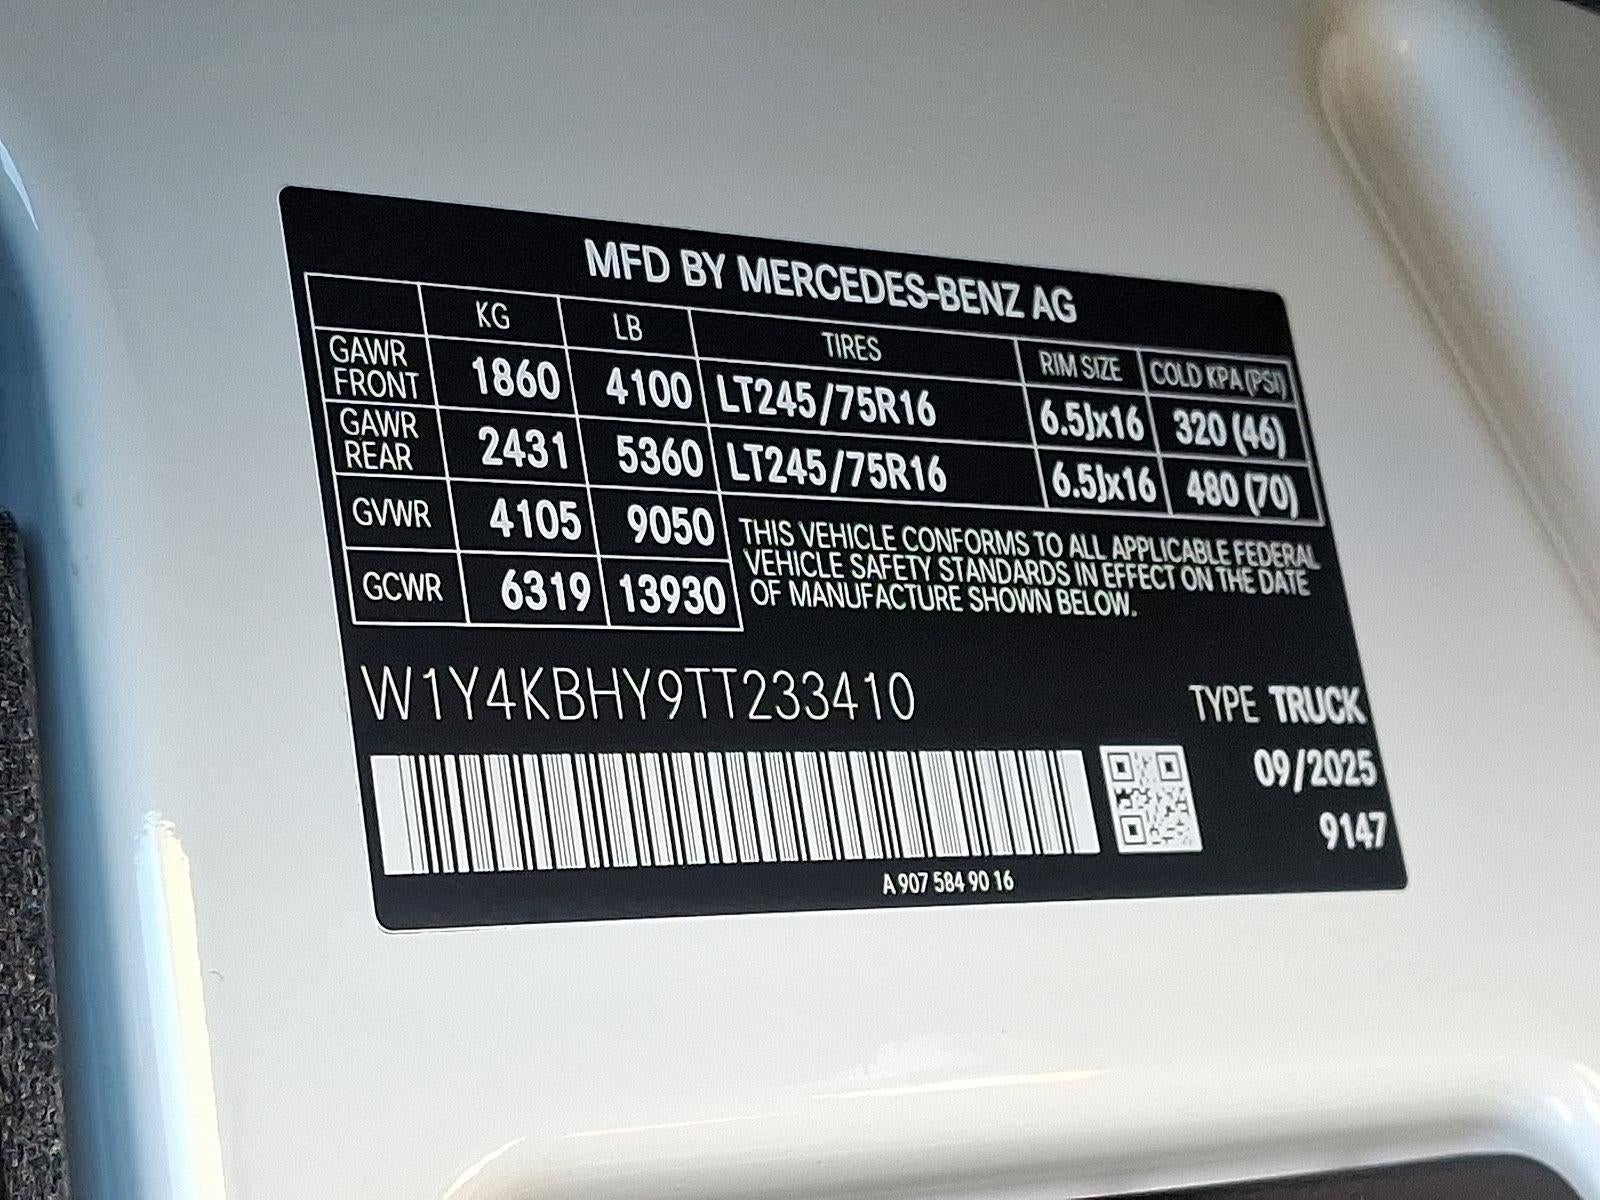 MFD BY MERCEDES-BENZ AG
KG LB TIRES RIM SIZE COLD KPA (PSI)
GAWR FRONT 1860 4100 LT245/75R16 6.5Jx16 320 (46)
GAWR REAR 2431 5360 LT245/75R16 6.5Jx16 480 (70)
GVWR 4105 9050
GCWR 6319 13930
THIS VEHICLE CONFORMS TO ALL APPLICABLE FEDERAL
VEHICLE SAFETY STANDARDS IN EFFECT ON THE DATE
OF MANUFACTURE SHOWN BELOW.
W1Y4KBHY9TT233410
TYPE TRUCK
09/2025
9147
A 907 584 90 16